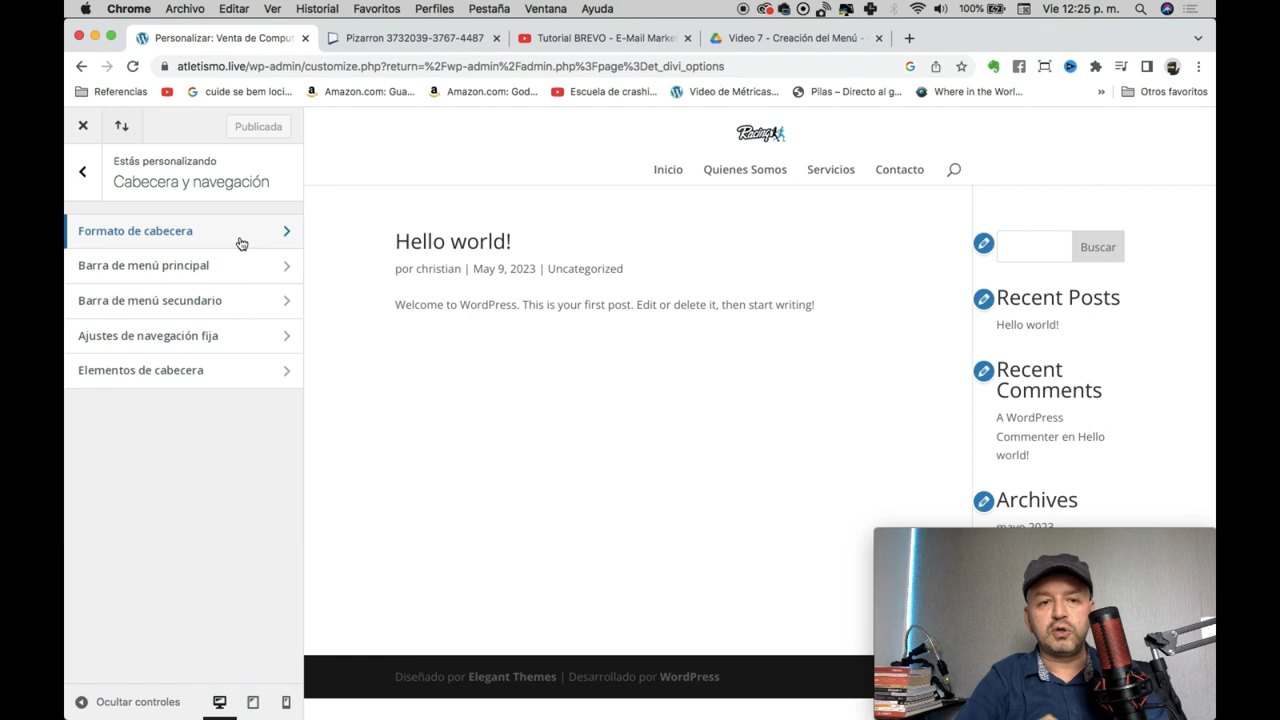 Chrome Archivo Editar Ver Historial Favoritos Perfiles Pestaña Ventana Ayuda 100% Vie 12:25 p. m.
Personalizar: Venta de Comput Pizarron 3732039-3767-4487 Tutorial BREVO - E-Mail Marke Video 7 - Creación del Menú -
atletismo.live/wp-admin/customize.php?return=%2Fwp-admin%2Fadmin.php%3Fpage%3Det_divi_options
Referencias cuide se bem loci... Amazon.com: Gua... Amazon.com: God... Escuela de crashi... Video de Métricas... Pilas – Directo al g... Where in the Worl... » Otros favoritos
Publicada
Estás personalizando
Cabecera y navegación
Formato de cabecera
Barra de menú principal
Barra de menú secundario
Ajustes de navegación fija
Elementos de cabecera
Ocultar controles
Racing
Inicio Quienes Somos Servicios Contacto
Hello world!
por christian | May 9, 2023 | Uncategorized
Welcome to WordPress. This is your first post. Edit or delete it, then start writing!
Buscar
Recent Posts
Hello world!
Recent
Comments
A WordPress
Commenter en Hello
world!
Archives
mayo 2023
Diseñado por Elegant Themes | Desarrollado por WordPress